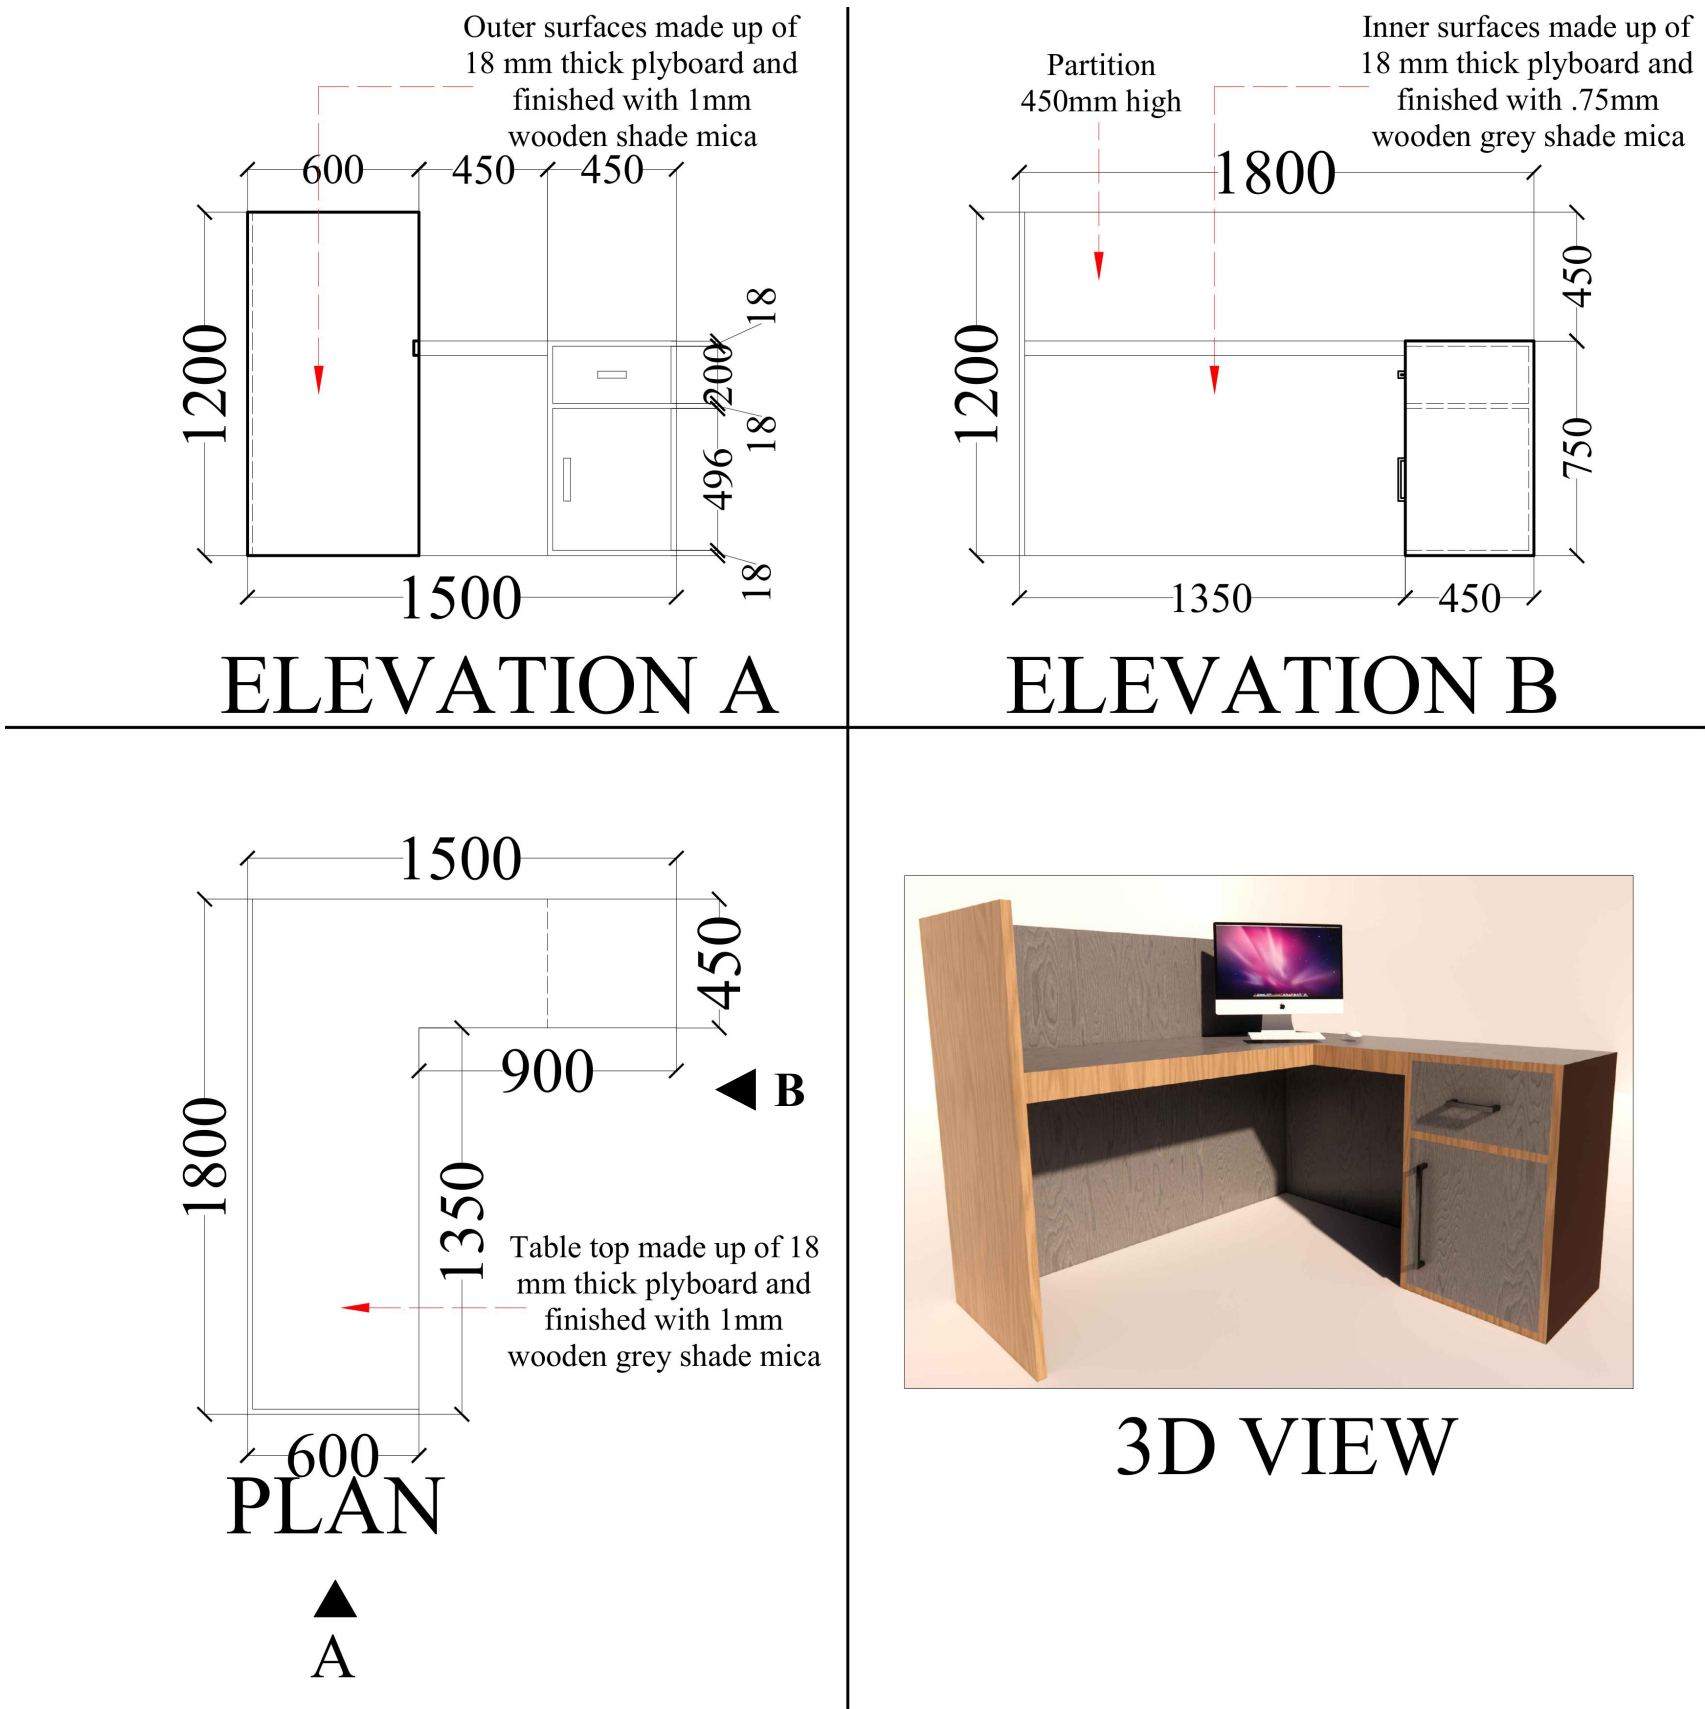 Outer surfaces made up of
18 mm thick plyboard and
finished with 1mm
wooden shade mica
600
450
450
1200
18
200
18
496
18
1500
ELEVATION A
Partition
450mm high
Inner surfaces made up of
18 mm thick plyboard and
finished with .75mm
wooden grey shade mica
1800
1200
450
750
1350
450
ELEVATION B
1500
450
900
B
1800
1350
Table top made up of 18
mm thick plyboard and
finished with 1mm
wooden grey shade mica
600
PLAN
A
3D VIEW